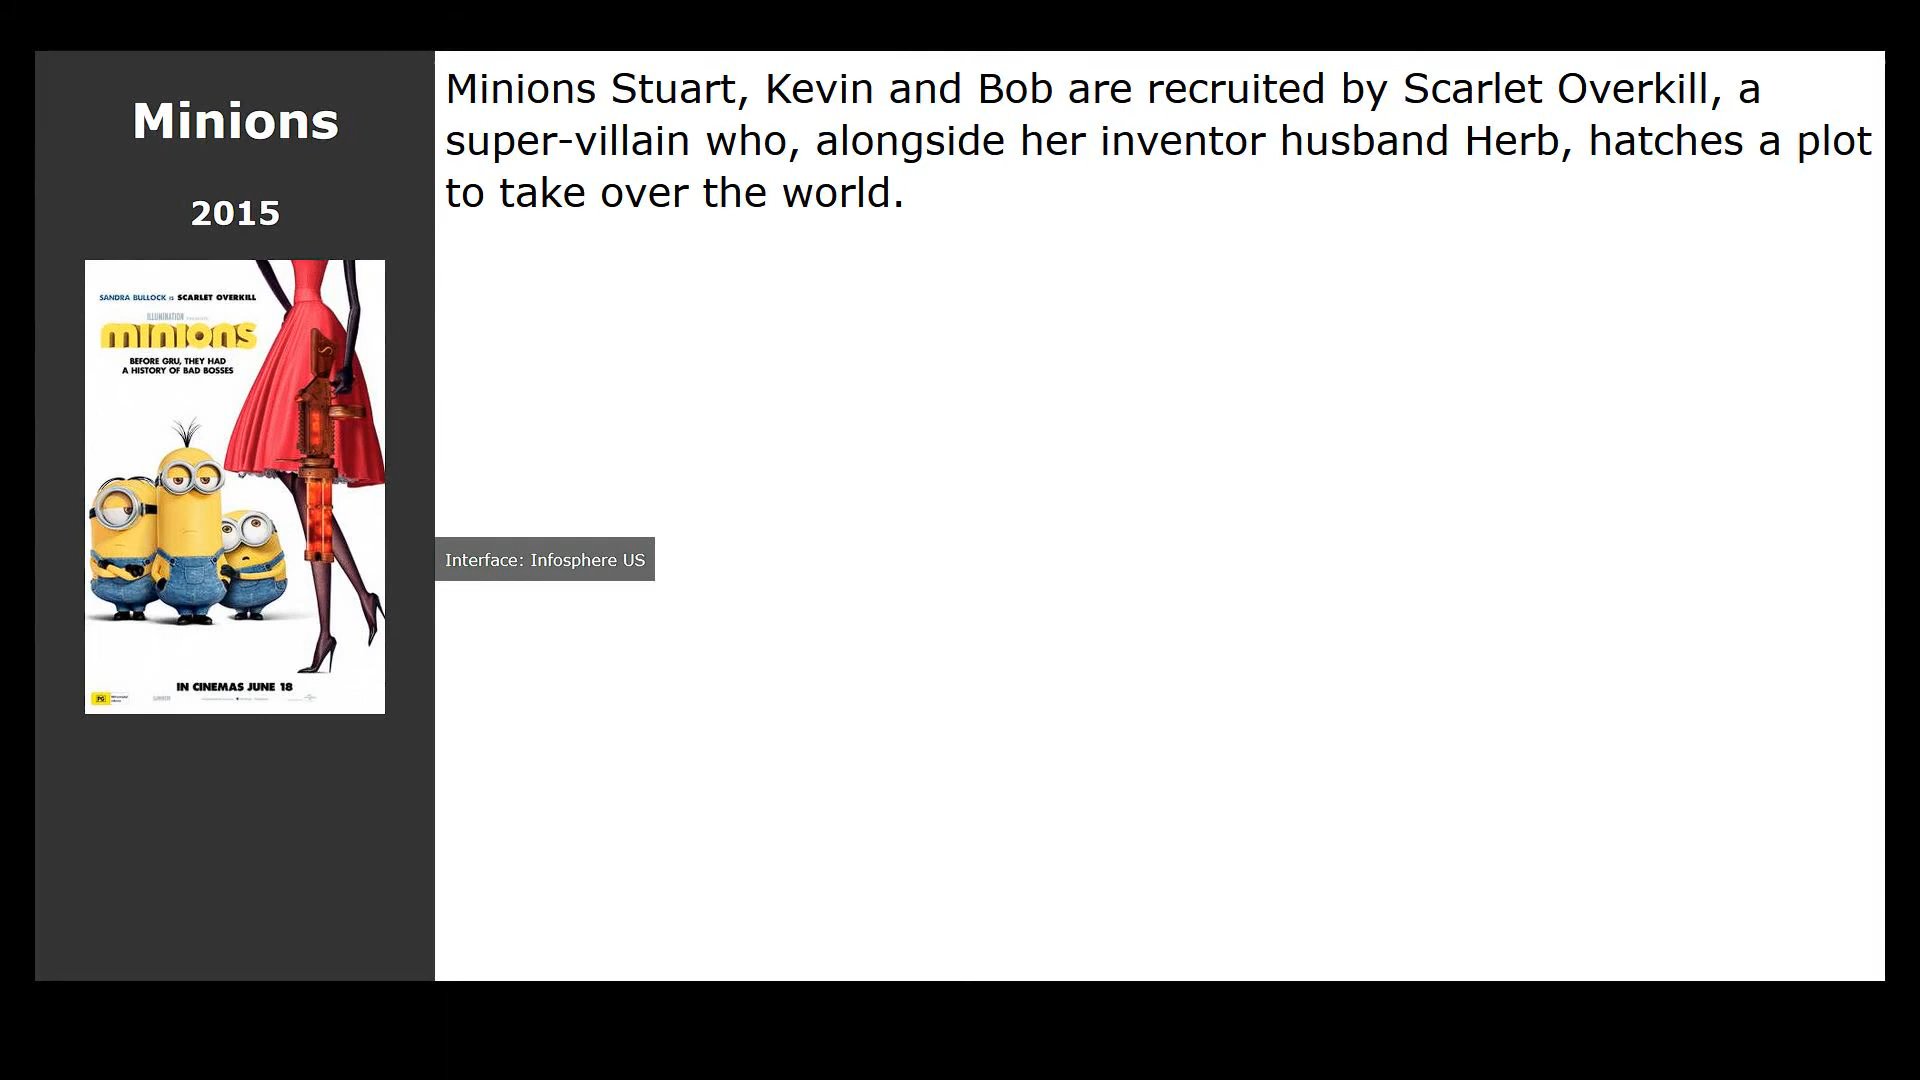 Minions
2015
SANDRA BULLOCK IS SCARLET OVERKILL
ILLUMINATION PRESENTS
minions
BEFORE GRU, THEY HAD
A HISTORY OF BAD BOSSES
IN CINEMAS JUNE 18
PG
Minions Stuart, Kevin and Bob are recruited by Scarlet Overkill, a
super-villain who, alongside her inventor husband Herb, hatches a plot
to take over the world.
Interface: Infosphere US